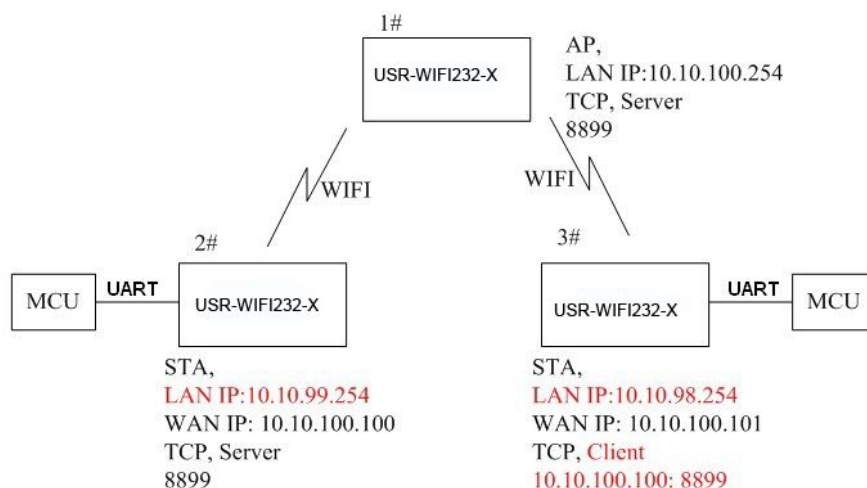 1#
USR-WIFI232-X
AP,
LAN IP:10.10.100.254
TCP, Server
8899
WIFI
WIFI
2#
3#
MCU
UART
USR-WIFI232-X
USR-WIFI232-X
UART
MCU
STA,
LAN IP:10.10.99.254
WAN IP: 10.10.100.100
TCP, Server
8899
STA,
LAN IP:10.10.98.254
WAN IP: 10.10.100.101
TCP, Client
10.10.100.100: 8899